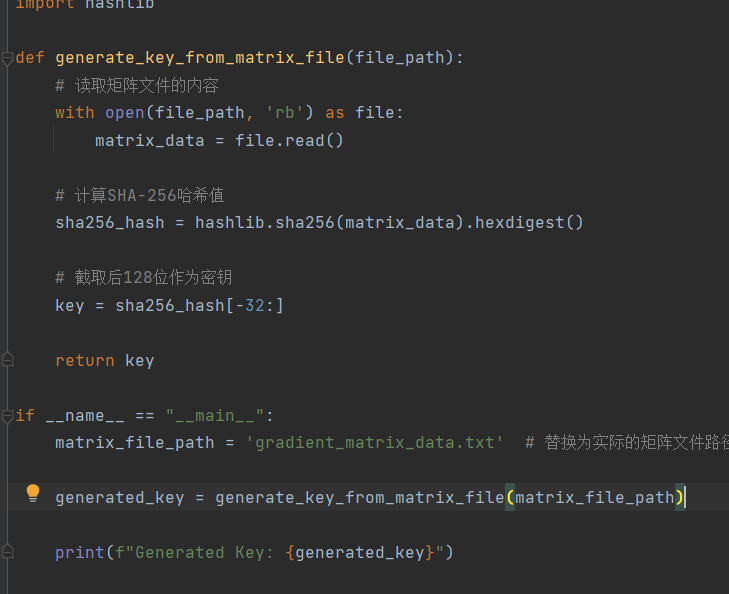 import hashlib
def generate_key_from_matrix_file(file_path):
# 读取矩阵文件的内容
with open(file_path, 'rb') as file:
matrix_data = file.read()
# 计算SHA-256哈希值
sha256_hash = hashlib.sha256(matrix_data).hexdigest()
# 截取后128位作为密钥
key = sha256_hash[-32:]
return key
if __name__ == "__main__":
matrix_file_path = 'gradient_matrix_data.txt'  # 替换为实际的矩阵文件路径
generated_key = generate_key_from_matrix_file(matrix_file_path)
print(f"Generated Key: {generated_key}")